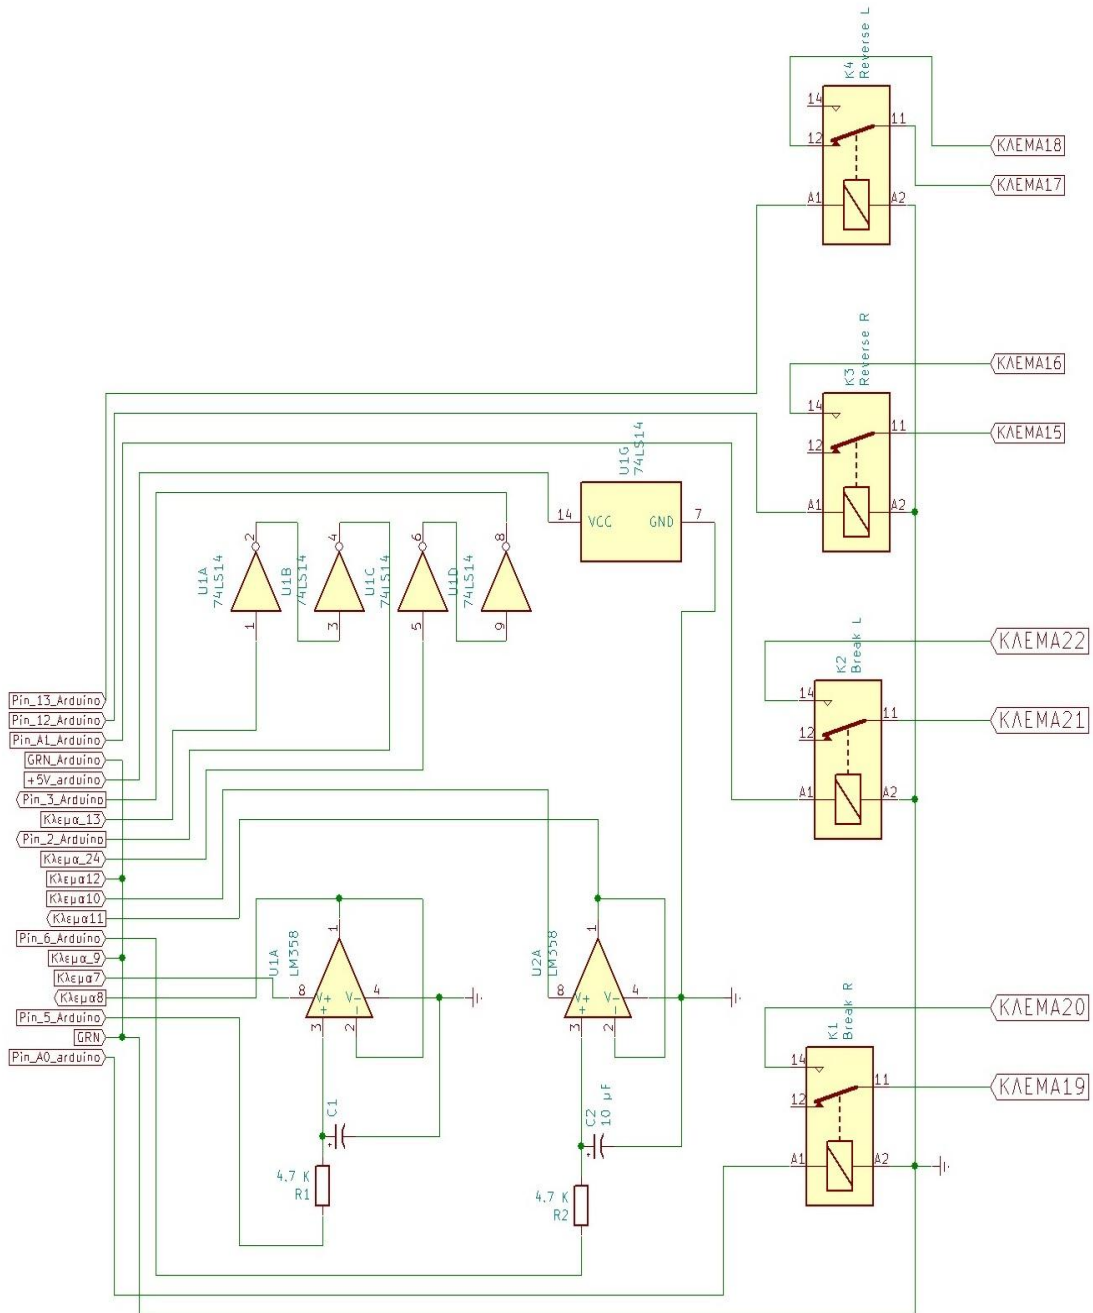 K4
Reverse L
14
12
11
A1
A2
ΚΛΕΜΑ18
ΚΛΕΜΑ17
K3
Reverse R
14
12
11
A1
A2
ΚΛΕΜΑ16
ΚΛΕΜΑ15
U1G
74LS14
14
VCC
GND
7
U1A
74LS14
2
1
U1B
74LS14
4
3
U1C
74LS14
6
5
U1D
74LS14
8
9
K2
Break L
14
12
11
A1
A2
ΚΛΕΜΑ22
ΚΛΕΜΑ21
Pin_13_Arduino
Pin_12_Arduino
Pin_A1_Arduino
GRN_Arduino
+5V_arduino
Pin_3_Arduino
Κλεμα_13
Pin_2_Arduino
Κλεμα_24
Κλεμα12
Κλεμα10
Κλεμα11
Pin_6_Arduino
Κλεμα_9
Κλεμα7
Κλεμα8
Pin_5_Arduino
GRN
Pin_A0_arduino
U1A
LM358
1
8
V+
V-
4
+
-
3
2
U2A
LM358
1
8
V+
V-
4
+
-
3
2
C1
+
4.7 K
R1
C2
10 µF
+
4.7 K
R2
K1
Break R
14
12
11
A1
A2
ΚΛΕΜΑ20
ΚΛΕΜΑ19